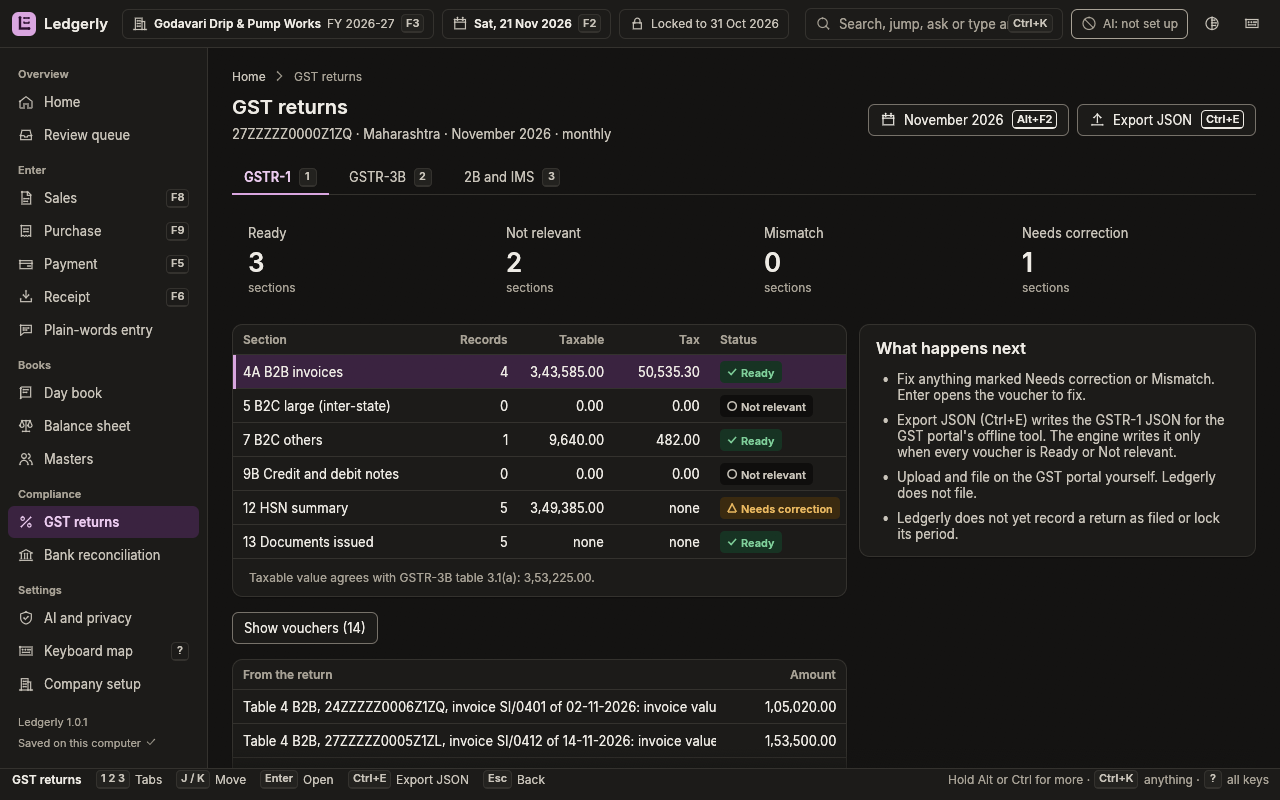 Ledgerly
Godavari Drip & Pump Works FY 2026-27 F3
Sat, 21 Nov 2026 F2
Locked to 31 Oct 2026
Search, jump, ask or type a Ctrl+K
AI: not set up
Overview
Home
Review queue
Enter
Sales F8
Purchase F9
Payment F5
Receipt F6
Plain-words entry
Books
Day book
Balance sheet
Masters
Compliance
GST returns
Bank reconciliation
Settings
AI and privacy
Keyboard map ?
Company setup
Ledgerly 1.0.1
Saved on this computer
Home GST returns
GST returns
27ZZZZZ0000Z1ZQ · Maharashtra · November 2026 · monthly
November 2026 Alt+F2
Export JSON Ctrl+E
GSTR-1 1 GSTR-3B 2 2B and IMS 3
Ready Not relevant Mismatch Needs correction
3 2 0 1
sections sections sections sections
Section Records Taxable Tax Status
4A B2B invoices 4 3,43,585.00 50,535.30 Ready
5 B2C large (inter-state) 0 0.00 0.00 Not relevant
7 B2C others 1 9,640.00 482.00 Ready
9B Credit and debit notes 0 0.00 0.00 Not relevant
12 HSN summary 5 3,49,385.00 none Needs correction
13 Documents issued 5 none none Ready
Taxable value agrees with GSTR-3B table 3.1(a): 3,53,225.00.
What happens next
• Fix anything marked Needs correction or Mismatch.
Enter opens the voucher to fix.
• Export JSON (Ctrl+E) writes the GSTR-1 JSON for the
GST portal's offline tool. The engine writes it only
when every voucher is Ready or Not relevant.
• Upload and file on the GST portal yourself. Ledgerly
does not file.
• Ledgerly does not yet record a return as filed or lock
its period.
Show vouchers (14)
From the return Amount
Table 4 B2B, 24ZZZZZ0006Z1ZQ, invoice SI/0401 of 02-11-2026: invoice valu 1,05,020.00
Table 4 B2B, 27ZZZZZ0005Z1ZL, invoice SI/0412 of 14-11-2026: invoice value 1,53,500.00
GST returns 1 2 3 Tabs J / K Move Enter Open Ctrl+E Export JSON Esc Back
Hold Alt or Ctrl for more · Ctrl+K anything · ? all keys